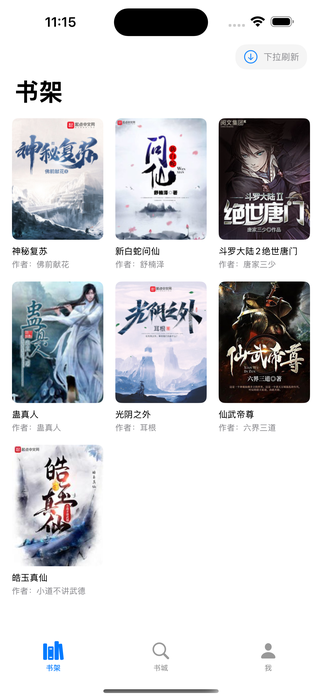 11:15
下拉刷新
书架
神秘复苏
佛前献花
问仙
新白蛇
舒楠泽 著
阅文集团
斗罗大陆II
绝世唐门
唐家三少◎作品
神秘复苏
作者：佛前献花
新白蛇问仙
作者：舒楠泽
斗罗大陆2绝世唐门
作者：唐家三少
蛊真人
光阴之外
耳根
仙武帝尊
六界三道◎著
蛊真人
作者：蛊真人
光阴之外
作者：耳根
仙武帝尊
作者：六界三道
皓玉真仙
皓玉真仙
作者：小道不讲武德
书架
书城
我